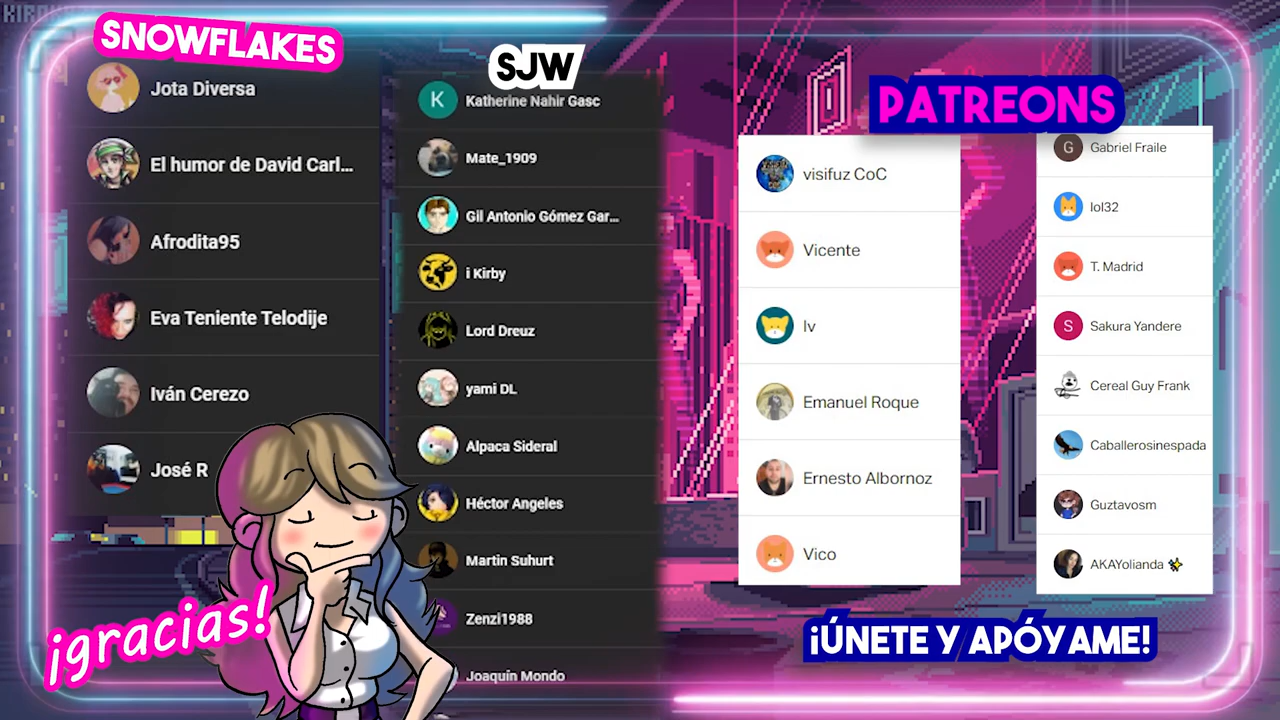 SNOWFLAKES
Jota Diversa
El humor de David Carl...
Afrodita95
Eva Teniente Telodije
Iván Cerezo
José R
¡gracias!
SJW
K
Katherine Nahir Gasc
Mate_1909
Gil Antonio Gómez Gar...
i Kirby
Lord Dreuz
yami DL
Alpaca Sideral
Héctor Angeles
Martin Suhurt
Zenzi1988
Joaquin Mondo
PATREONS
visifuz CoC
Vicente
Iv
Emanuel Roque
Ernesto Albornoz
Vico
G
Gabriel Fraile
lol32
T. Madrid
S
Sakura Yandere
Cereal Guy Frank
Caballerosinespada
Guztavosm
AKAYolianda
¡ÚNETE Y APÓYAME!